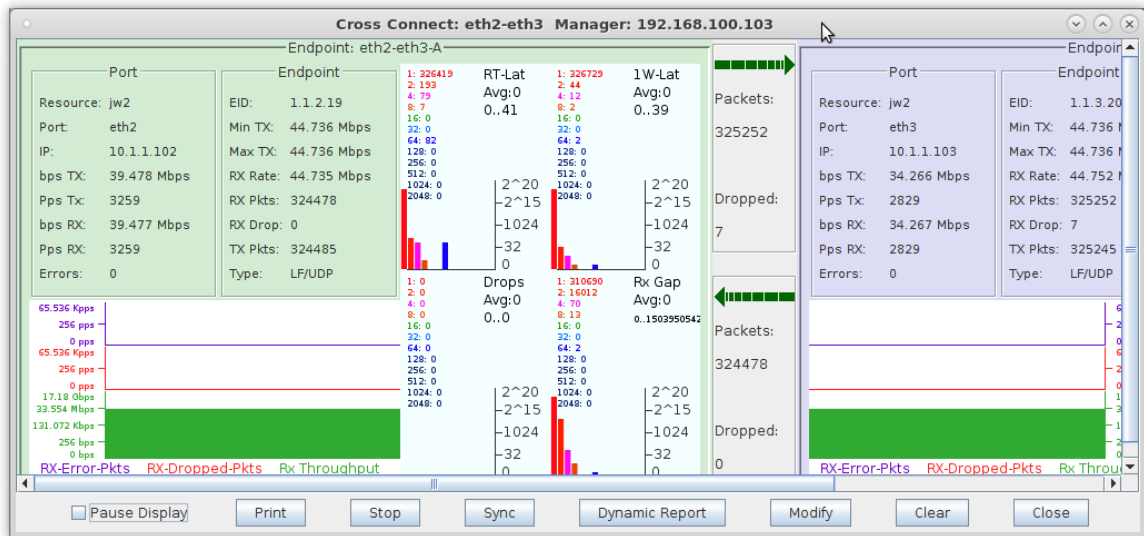 Cross Connect: eth2-eth3 Manager: 192.168.100.103
Endpoint: eth2-eth3-A
Port
Resource: jw2
Port: eth2
IP: 10.1.1.102
bps TX: 39.478 Mbps
Pps Tx: 3259
bps RX: 39.477 Mbps
Pps RX: 3259
Errors: 0
Endpoint
EID: 1.1.2.19
Min TX: 44.736 Mbps
Max TX: 44.736 Mbps
RX Rate: 44.735 Mbps
RX Pkts: 324478
RX Drop: 0
TX Pkts: 324485
Type: LF/UDP
1: 326419
2: 193
4: 79
8: 7
16: 0
32: 0
64: 82
128: 0
256: 0
512: 0
1024: 0
2048: 0
RT-Lat
Avg:0
0..41
2^20
2^15
1024
32
0
1: 326729
2: 44
4: 12
8: 2
16: 0
32: 0
64: 2
128: 0
256: 0
512: 0
1024: 0
2048: 0
1W-Lat
Avg:0
0..39
2^20
2^15
1024
32
0
1: 0
2: 0
4: 0
8: 0
16: 0
32: 0
64: 0
128: 0
256: 0
512: 0
1024: 0
2048: 0
Drops
Avg:0
0..0
2^20
2^15
1024
32
0
1: 310690
2: 16012
4: 70
8: 13
16: 0
32: 0
64: 2
128: 0
256: 0
512: 0
1024: 0
2048: 0
Rx Gap
Avg:0
0..1503950542
2^20
2^15
1024
32
0
65.536 Kpps
256 pps
0 pps
65.536 Kpps
256 pps
0 pps
17.18 Gbps
33.554 Mbps
131.072 Kbps
256 bps
0 bps
RX-Error-Pkts RX-Dropped-Pkts Rx Throughput
Packets:
325252
Dropped:
7
Packets:
324478
Dropped:
0
Port
Resource: jw2
Port: eth3
IP: 10.1.1.103
bps TX: 34.266 Mbps
Pps Tx: 2829
bps RX: 34.267 Mbps
Pps RX: 2829
Errors: 0
Endpoint
EID: 1.1.3.20
Min TX: 44.736
Max TX: 44.736
RX Rate: 44.752
RX Pkts: 325252
RX Drop: 7
TX Pkts: 325245
Type: LF/UDP
RX-Error-Pkts RX-Dropped-Pkts Rx
Pause Display
Print
Stop
Sync
Dynamic Report
Modify
Clear
Close